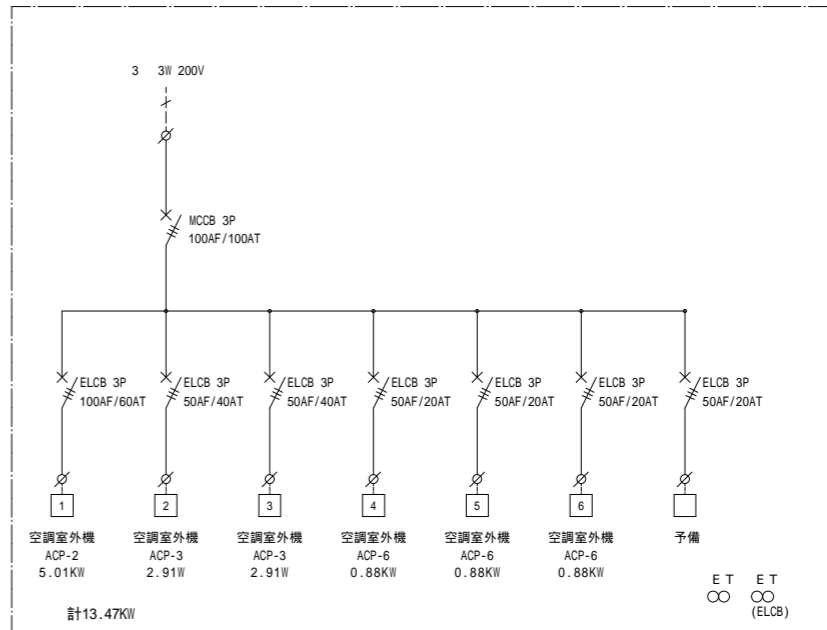 3 3W 200V
MCCB 3P
100AF/100AT
ELCB 3P
100AF/60AT
ELCB 3P
50AF/40AT
ELCB 3P
50AF/40AT
ELCB 3P
50AF/20AT
ELCB 3P
50AF/20AT
ELCB 3P
50AF/20AT
ELCB 3P
50AF/20AT
1
2
3
4
5
6
空調室外機
ACP-2
5.01KW
空調室外機
ACP-3
2.91W
空調室外機
ACP-3
2.91W
空調室外機
ACP-6
0.88KW
空調室外機
ACP-6
0.88KW
空調室外機
ACP-6
0.88KW
予備
計13.47KW
E T
E T
(ELCB)